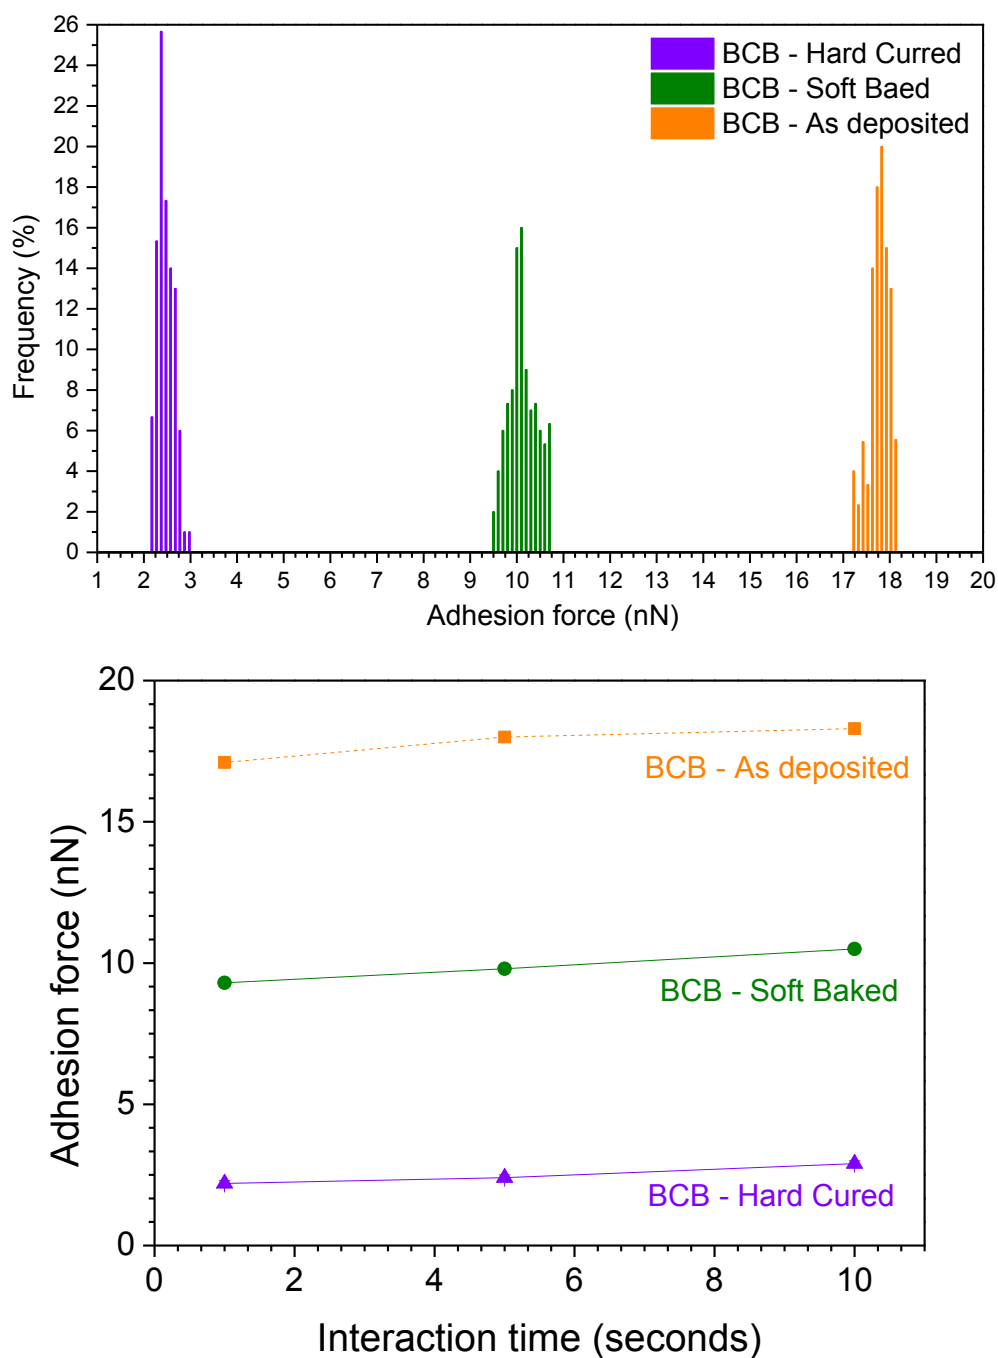 26
24
22
20
18
16
14
12
10
8
6
4
2
0
Frequency (%)
BCB - Hard Curred
BCB - Soft Baed
BCB - As deposited
1 2 3 4 5 6 7 8 9 10 11 12 13 14 15 16 17 18 19 20
Adhesion force (nN)
20
15
10
5
0
Adhesion force (nN)
BCB - As deposited
BCB - Soft Baked
BCB - Hard Cured
0 2 4 6 8 10
Interaction time (seconds)